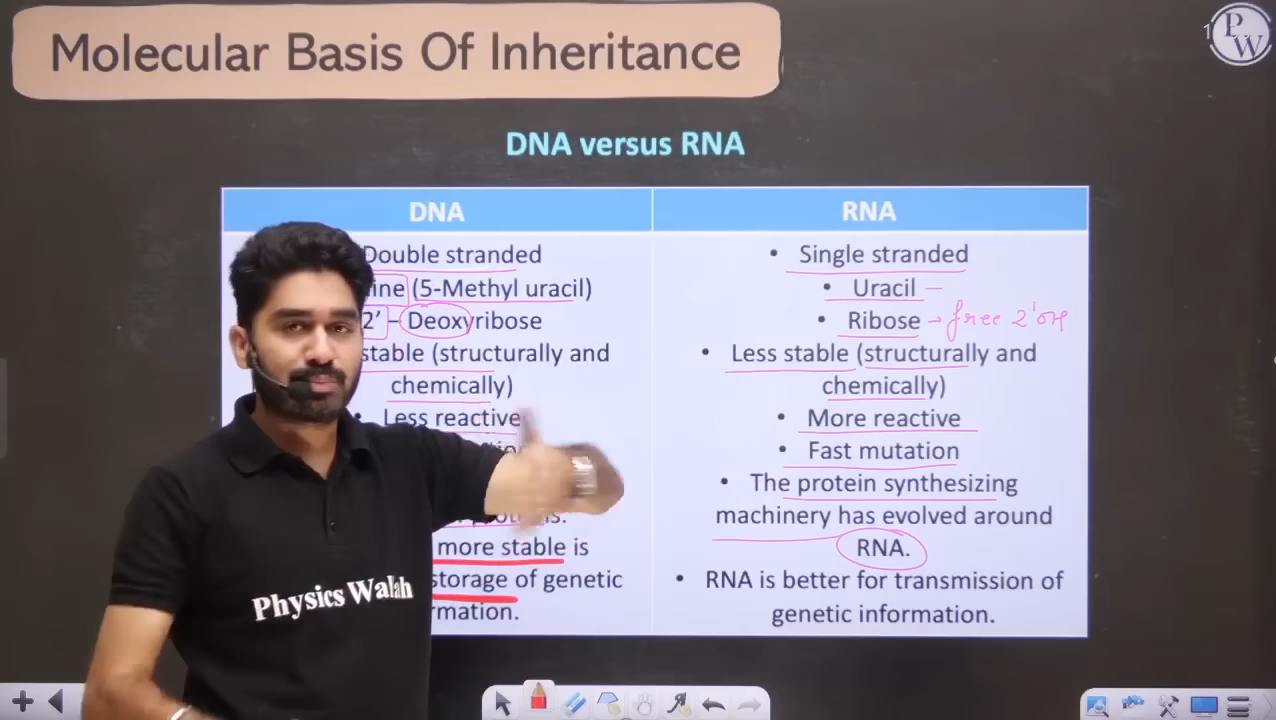 Molecular Basis Of Inheritance
PW
DNA versus RNA
DNA
RNA
Double stranded
(5-Methyl uracil)
2' – Deoxyribose
stable (structurally and
chemically)
• Less reactive
more stable is
storage of genetic
• Single stranded
• Uracil
• Ribose → free 2'OH
• Less stable (structurally and
chemically)
• More reactive
• Fast mutation
• The protein synthesizing
machinery has evolved around
RNA.
• RNA is better for transmission of
genetic information.
Physics Wallah